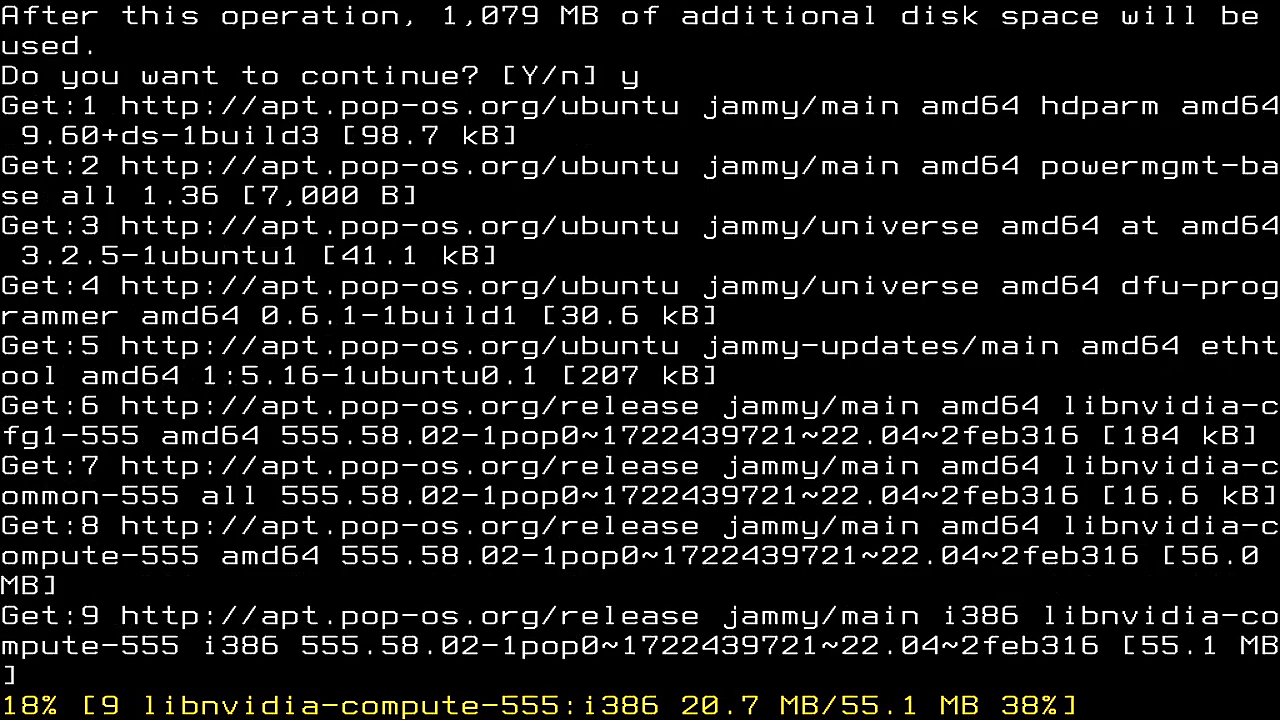 After this operation, 1,079 MB of additional disk space will be
used.
Do you want to continue? [Y/n] y
Get:1 http://apt.pop-os.org/ubuntu jammy/main amd64 hdparm amd64
 9.60+ds-1build3 [98.7 kB]
Get:2 http://apt.pop-os.org/ubuntu jammy/main amd64 powermgmt-ba
se all 1.36 [7,000 B]
Get:3 http://apt.pop-os.org/ubuntu jammy/universe amd64 at amd64
 3.2.5-1ubuntu1 [41.1 kB]
Get:4 http://apt.pop-os.org/ubuntu jammy/universe amd64 dfu-prog
rammer amd64 0.6.1-1build1 [30.6 kB]
Get:5 http://apt.pop-os.org/ubuntu jammy-updates/main amd64 etht
ool amd64 1:5.16-1ubuntu0.1 [207 kB]
Get:6 http://apt.pop-os.org/release jammy/main amd64 libnvidia-c
fg1-555 amd64 555.58.02-1pop0~1722439721~22.04~2feb316 [184 kB]
Get:7 http://apt.pop-os.org/release jammy/main amd64 libnvidia-c
ommon-555 all 555.58.02-1pop0~1722439721~22.04~2feb316 [16.6 kB]
Get:8 http://apt.pop-os.org/release jammy/main amd64 libnvidia-c
ompute-555 amd64 555.58.02-1pop0~1722439721~22.04~2feb316 [56.0
MB]
Get:9 http://apt.pop-os.org/release jammy/main i386 libnvidia-co
mpute-555 i386 555.58.02-1pop0~1722439721~22.04~2feb316 [55.1 MB
]
18% [9 libnvidia-compute-555:i386 20.7 MB/55.1 MB 38%]